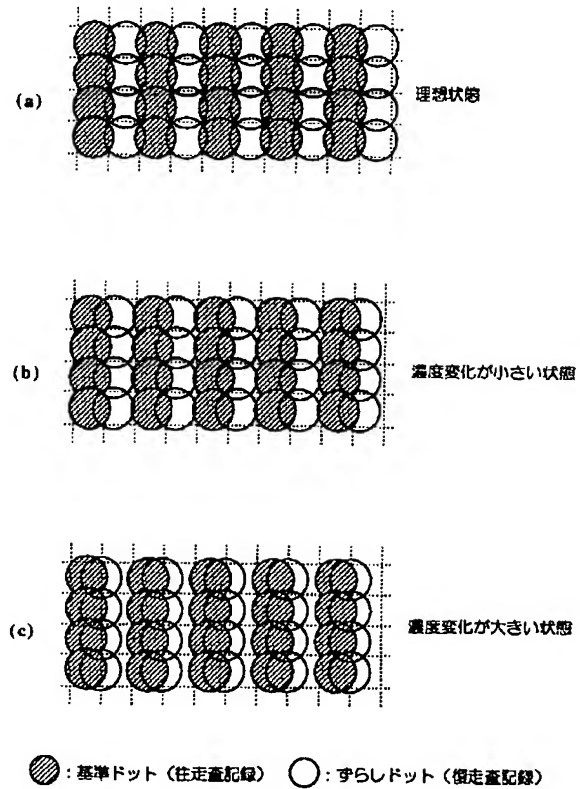 (a)
理想状態
(b)
濃度変化が小さい状態
(c)
濃度変化が大きい状態
：基準ドット（往走査記録）
：ずらしドット（復走査記録）